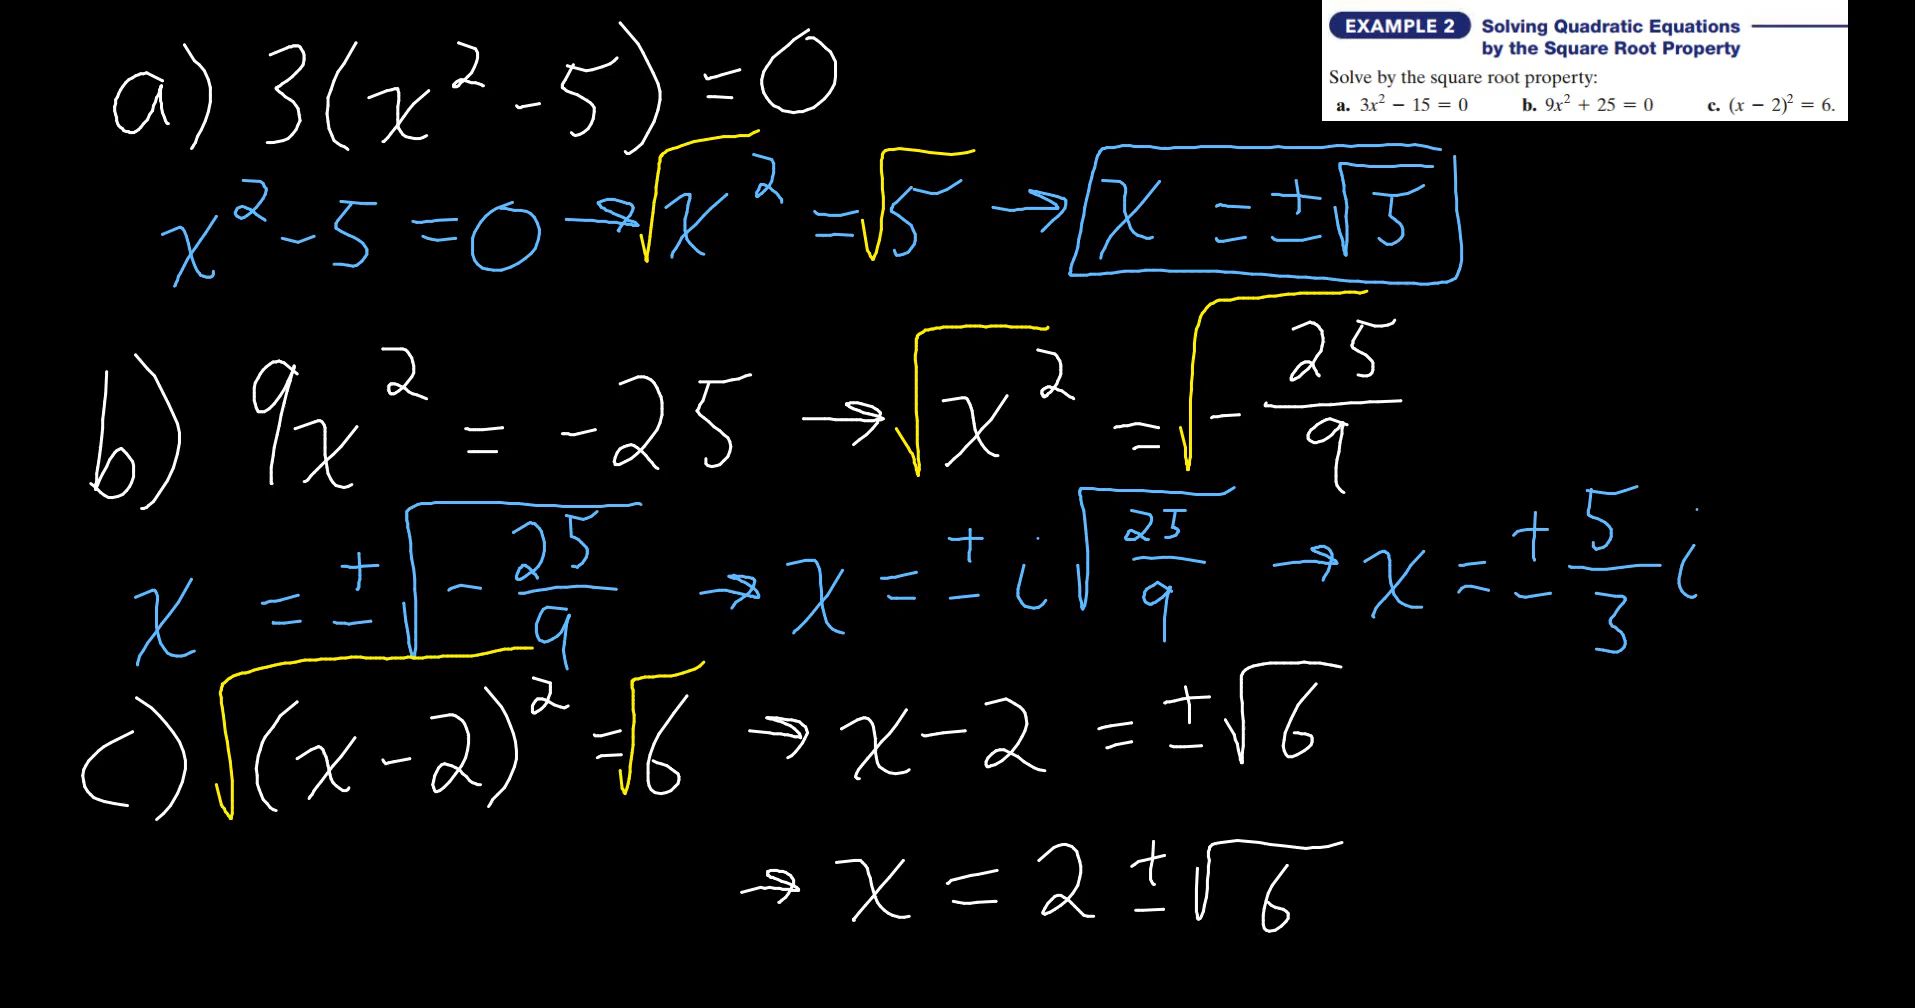 EXAMPLE 2 Solving Quadratic Equations
by the Square Root Property
Solve by the square root property:
a. 3x² − 15 = 0 b. 9x² + 25 = 0 c. (x − 2)² = 6.
a) 3(x² - 5) = 0
x² - 5 = 0 → √x² = √5 → x = ±√5
b) 9x² = -25 → √x² = √-25/9
x = ±√-25/9 → x = ± i√25/9 → x = ± 5/3 i
c) √(x - 2)² = √6 → x - 2 = ±√6
→ x = 2 ± √6